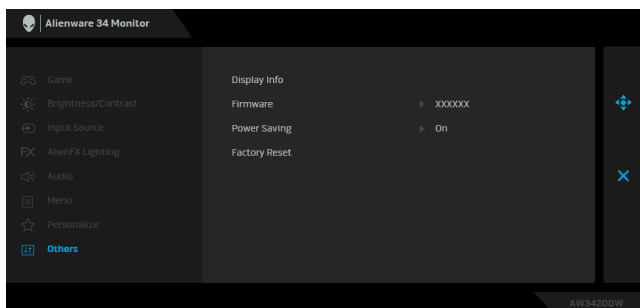 Alienware 34 Monitor
Game
Display Info
Brightness/Contrast
Firmware
XXXXXX
Input Source
Power Saving
On
AlienFX Lighting
Factory Reset
Audio
Menu
Personalize
Others
AW3420DW